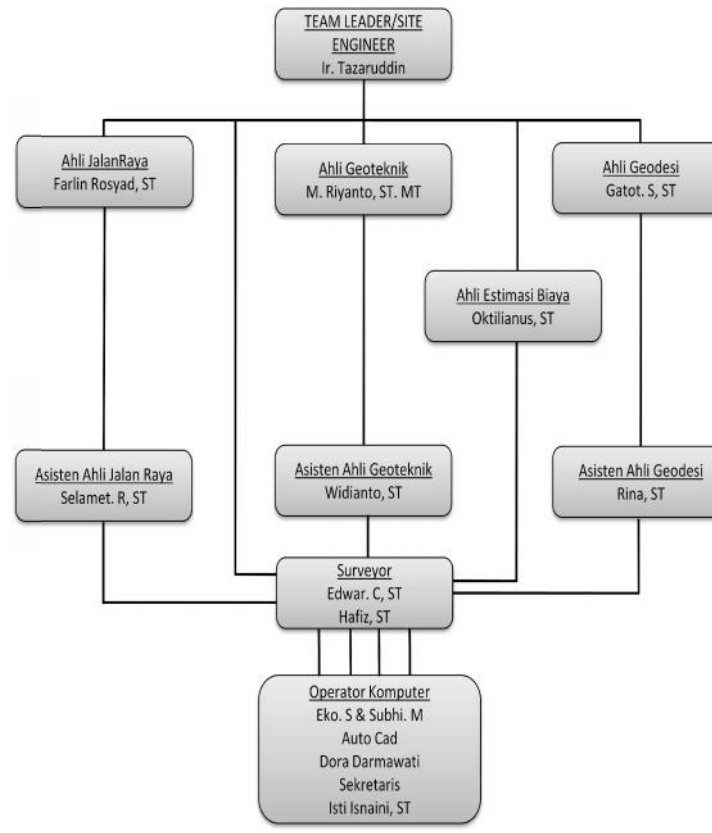 TEAM LEADER/SITE
ENGINEER
Ir. Tazaruddin
Ahli JalanRaya
Farlin Rosyad, ST
Ahli Geoteknik
M. Riyanto, ST. MT
Ahli Geodesi
Gatot. S, ST
Ahli Estimasi Biaya
Oktilianus, ST
Asisten Ahli Jalan Raya
Selamet. R, ST
Asisten Ahli Geoteknik
Widianto, ST
Asisten Ahli Geodesi
Rina, ST
Surveyor
Edwar. C, ST
Hafiz, ST
Operator Komputer
Eko. S & Subhi. M
Auto Cad
Dora Darmawati
Sekretaris
Isti Isnaini, ST